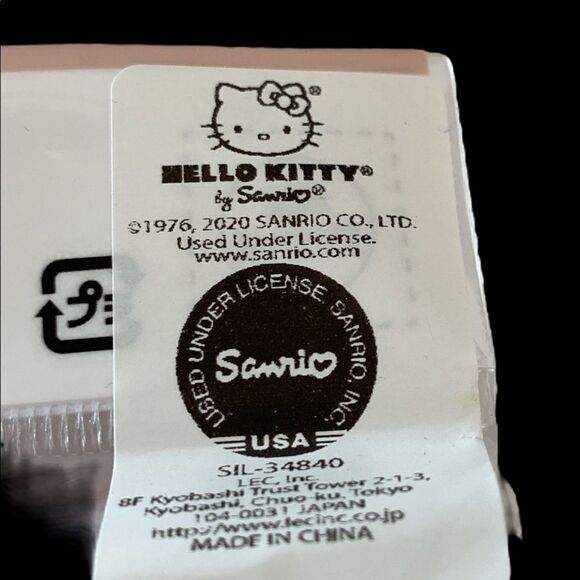 ®
HELLO KITTY®
by Sanrio®
©1976, 2020 SANRIO CO., LTD.
Used Under License.
www.sanrio.com
USED UNDER LICENSE. SANRIO, INC.
Sanrio
USA
SIL-34840
LEC, Inc.
8F Kyobashi Trust Tower 2-1-3,
Kyobashi, Chuo-ku, Tokyo
104-0031 JAPAN
http://www.lecinc.co.jp
MADE IN CHINA
プ